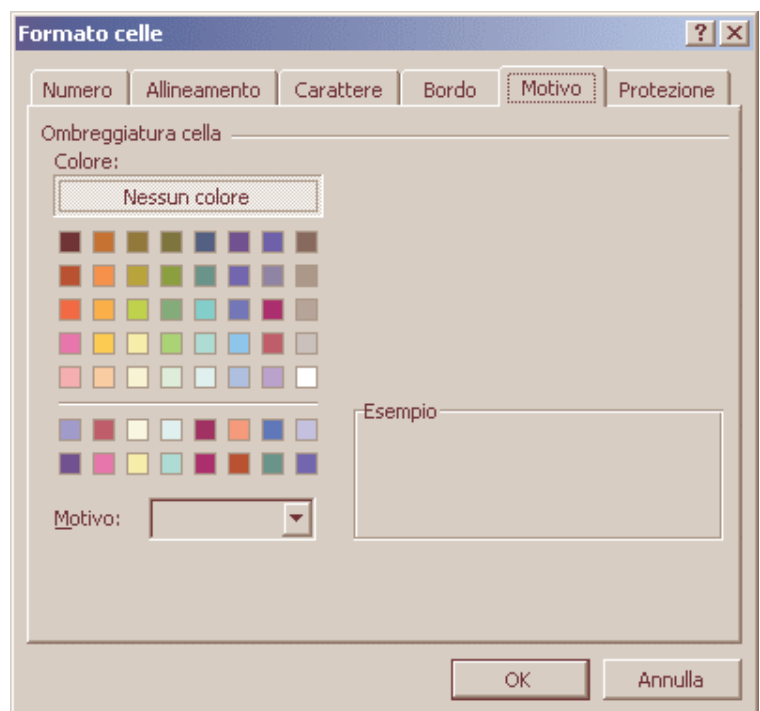 Formato celle
Numero Allineamento Carattere Bordo Motivo Protezione
Ombreggiatura cella
Colore:
Nessun colore
Esempio
Motivo:
OK Annulla